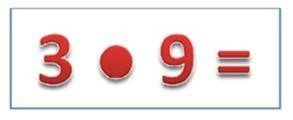 3 • 9 =